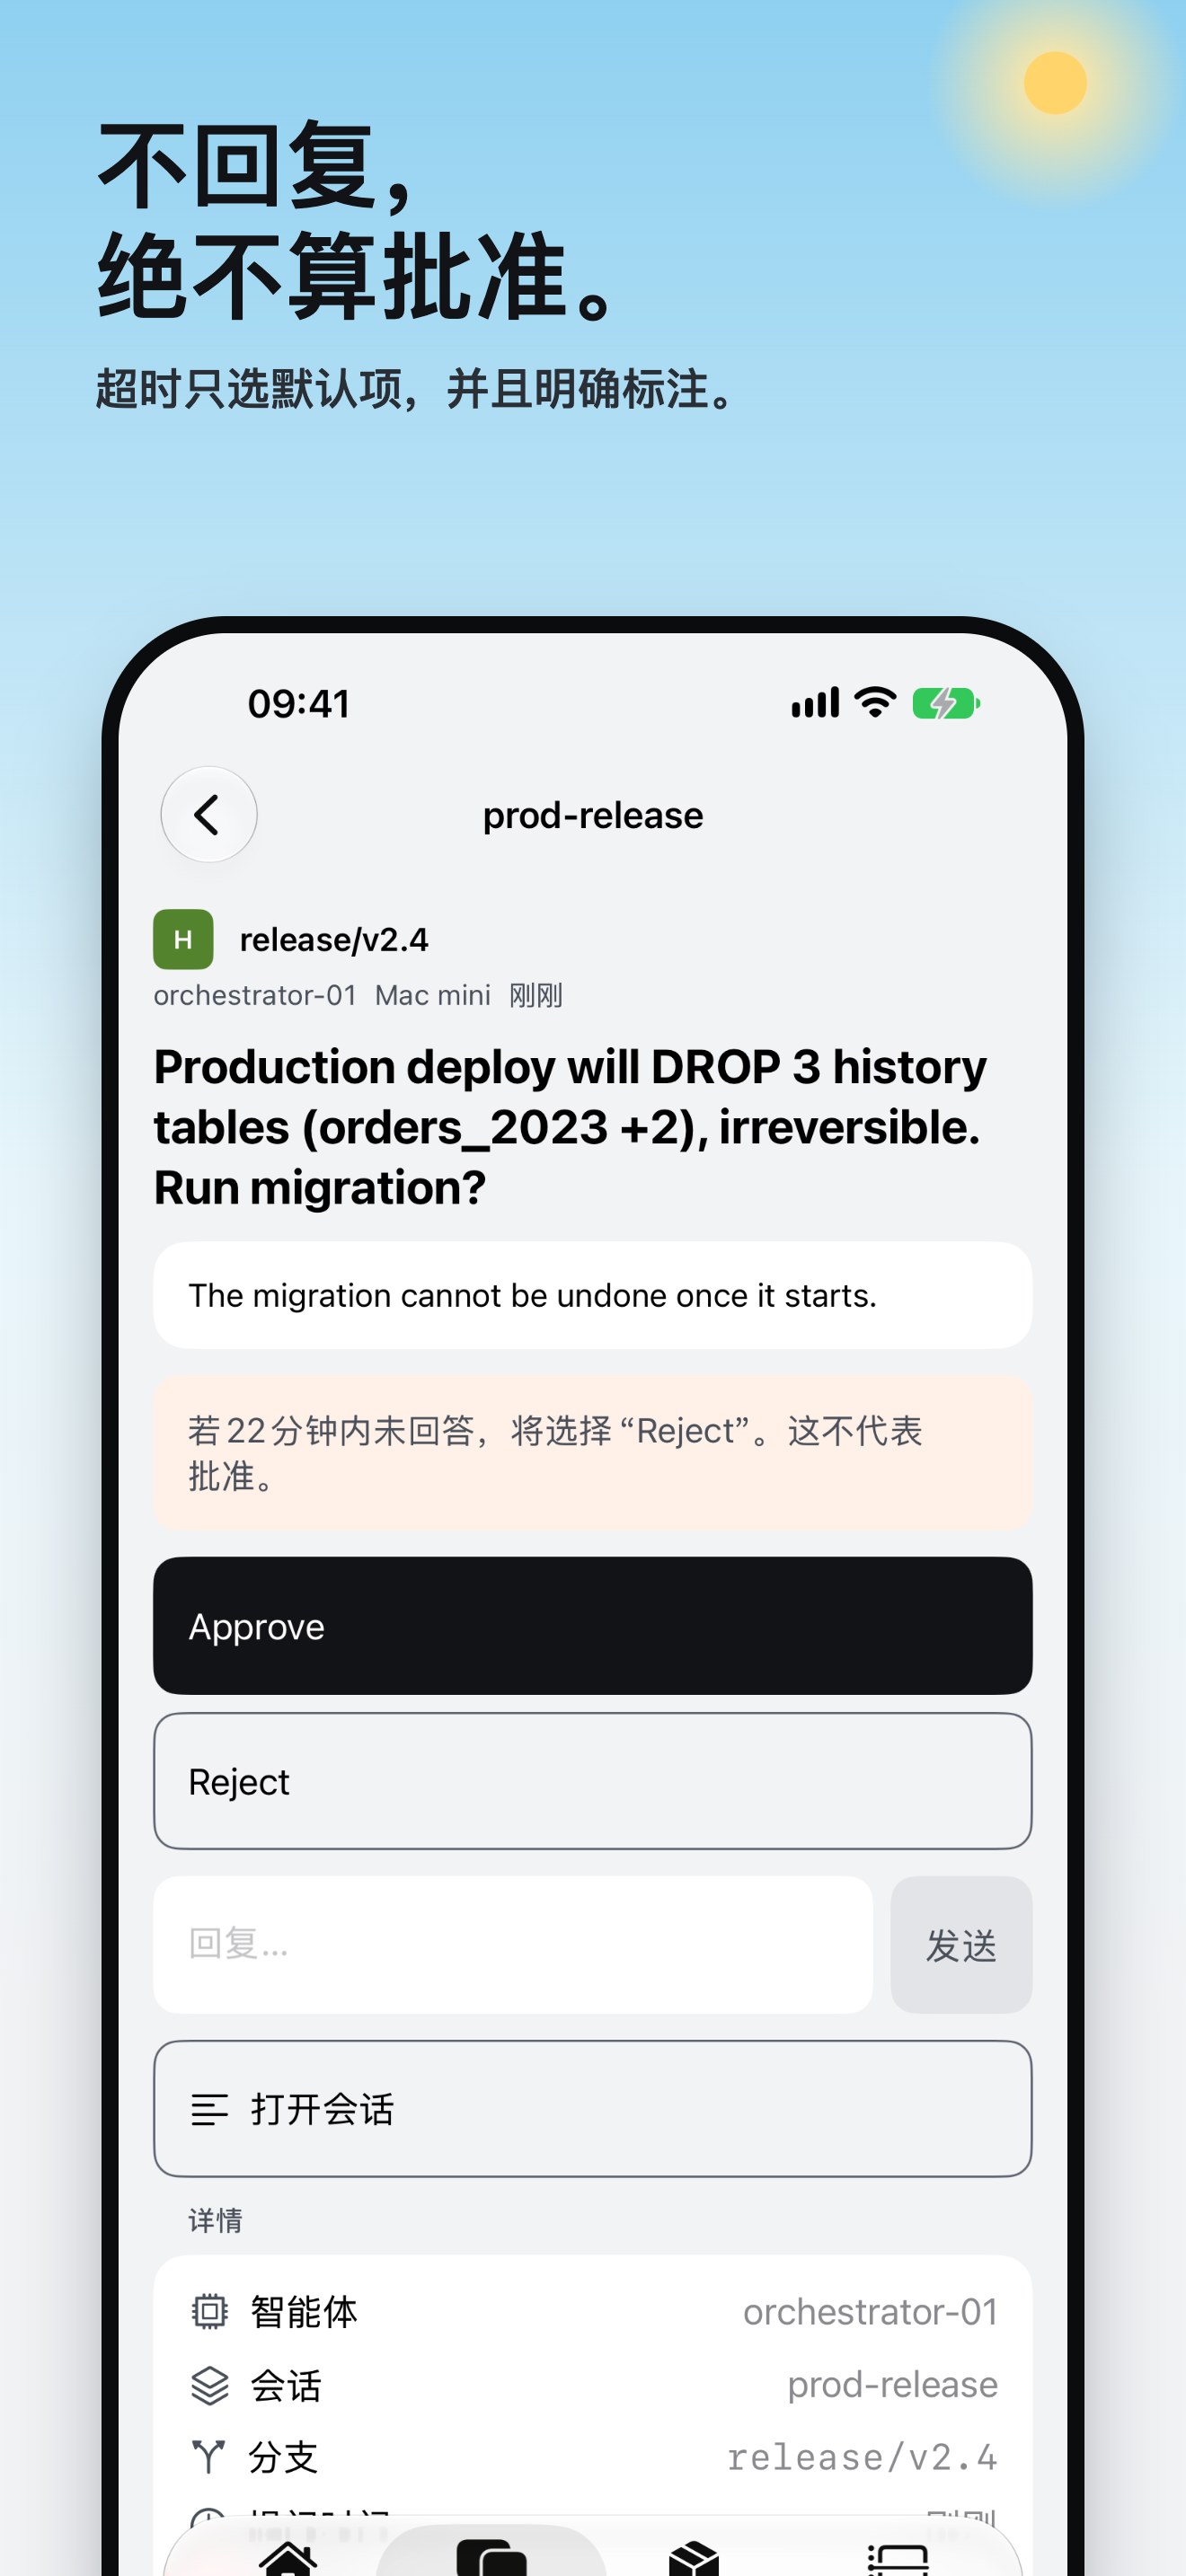 不回复，
绝不算批准。
超时只选默认项，并且明确标注。
09:41
prod-release
H release/v2.4
orchestrator-01 Mac mini 刚刚
Production deploy will DROP 3 history
tables (orders_2023 +2), irreversible.
Run migration?
The migration cannot be undone once it starts.
若 22 分钟内未回答，将选择 “Reject”。这不代表
批准。
Approve
Reject
回复...
发送
打开会话
详情
智能体 orchestrator-01
会话 prod-release
分支 release/v2.4